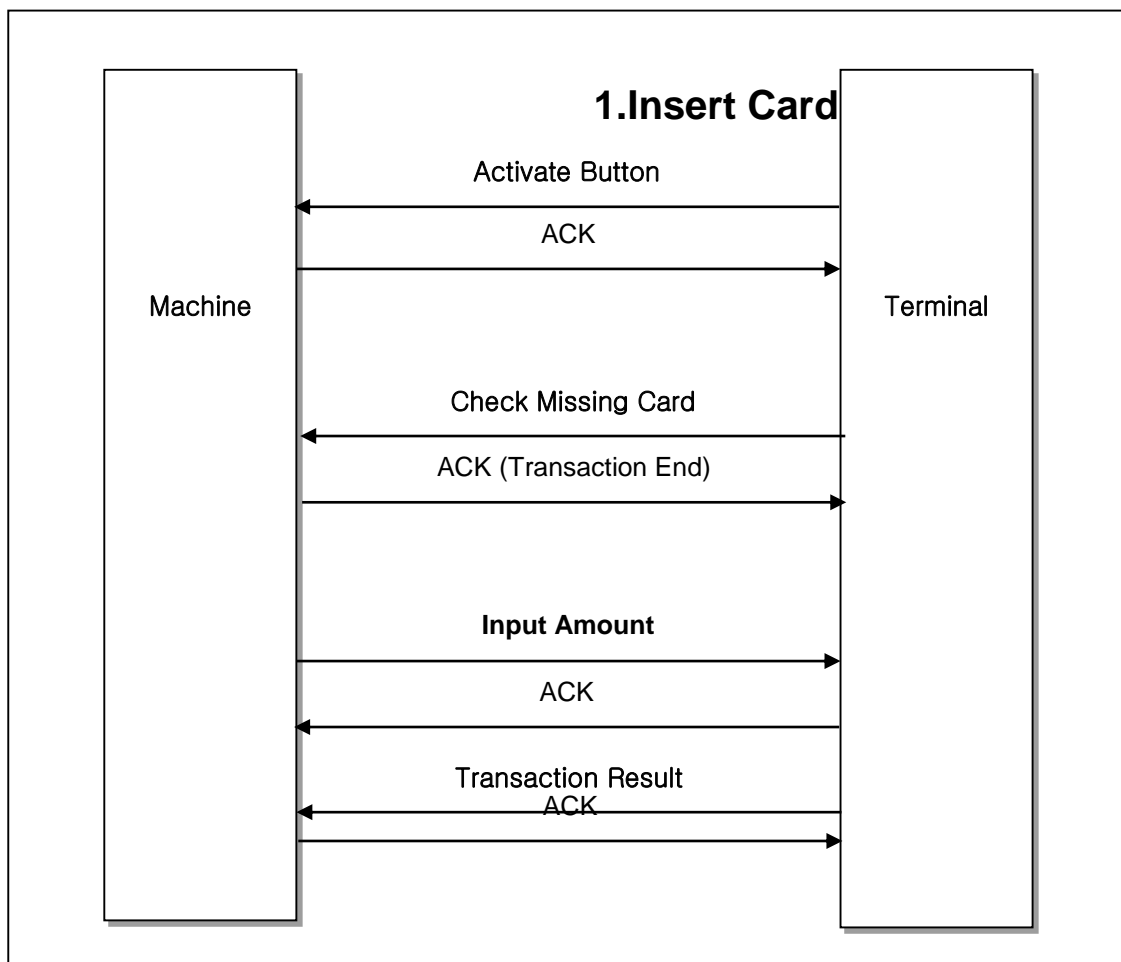 1.Insert Card
Activate Button
ACK
Machine
Terminal
Check Missing Card
ACK (Transaction End)
Input Amount
ACK
Transaction Result
ACK